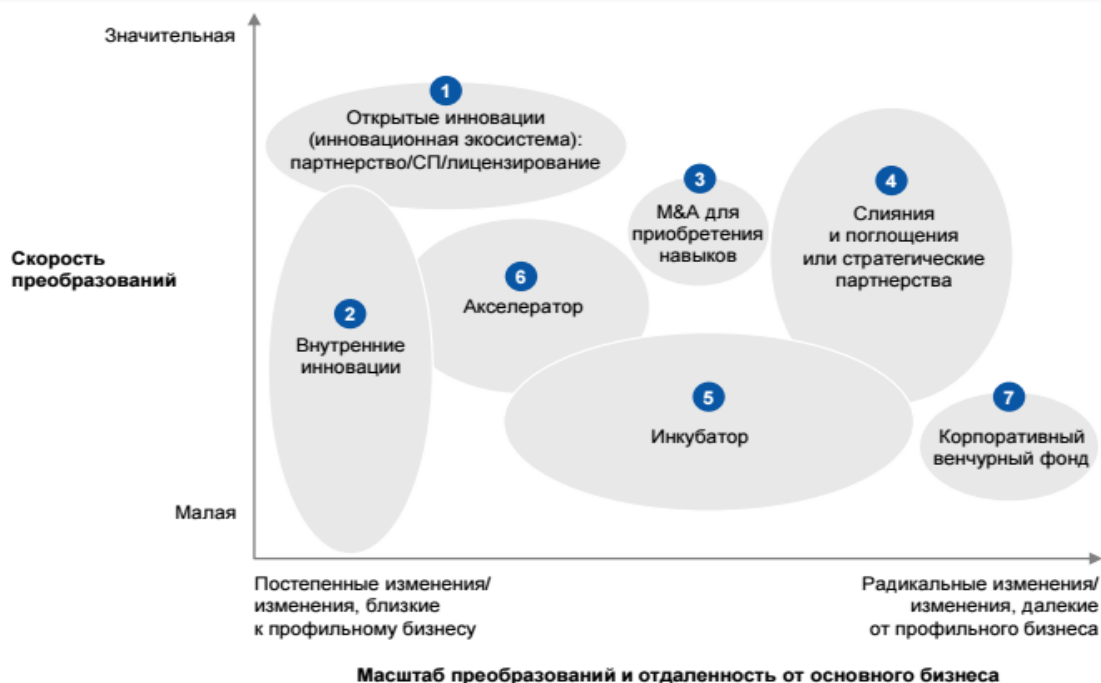 Значительная
1
Открытые инновации
(инновационная экосистема):
партнерство/СП/лицензирование
3
M&A для
приобретения
навыков
4
Слияния
и поглощения
или стратегические
партнерства
Скорость
преобразований
6
Акселератор
2
Внутренние
инновации
5
Инкубатор
7
Корпоративный
венчурный фонд
Малая
Постепенные изменения/
изменения, близкие
к профильному бизнесу
Радикальные изменения/
изменения, далекие
от профильного бизнеса
Масштаб преобразований и отдаленность от основного бизнеса